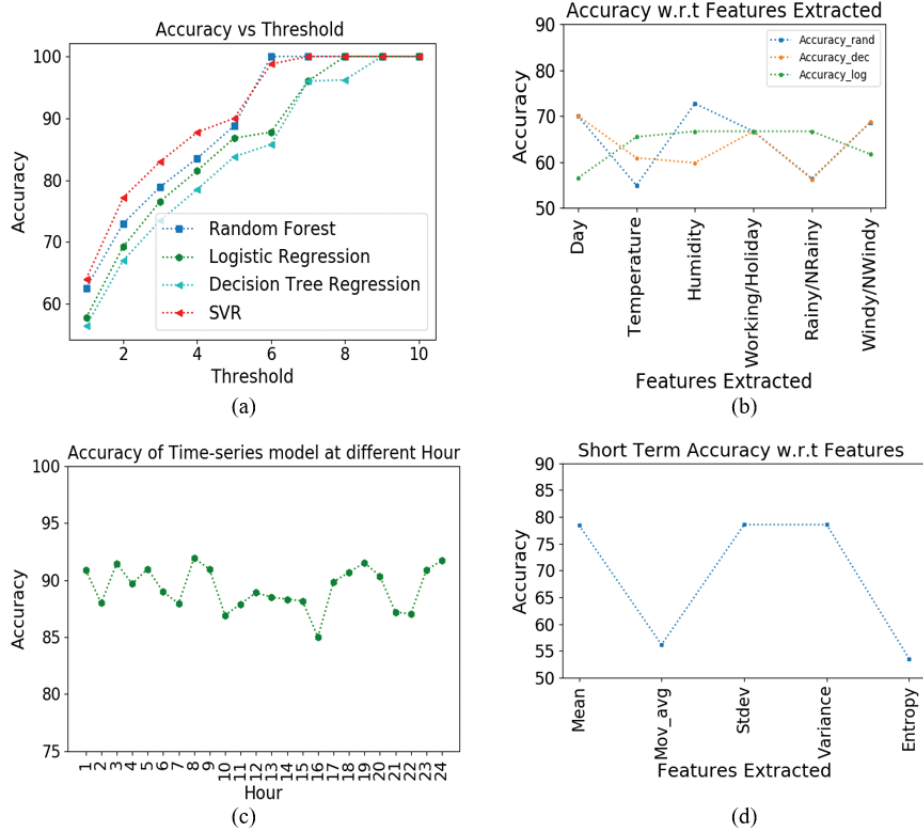 Accuracy vs Threshold
100
90
80
70
60
Accuracy
Random Forest
Logistic Regression
Decision Tree Regression
SVR
2 4 6 8 10
Threshold
(a)
Accuracy w.r.t Features Extracted
90
80
70
60
50
Accuracy
Accuracy_rand
Accuracy_dec
Accuracy_log
Day
Temperature
Humidity
Working/Holiday
Rainy/NRainy
Windy/NWindy
Features Extracted
(b)
Accuracy of Time-series model at different Hour
100
95
90
85
80
75
Accuracy
1 2 3 4 5 6 7 8 9 10 11 12 13 14 15 16 17 18 19 20 21 22 23 24
Hour
(c)
Short Term Accuracy w.r.t Features
90
85
80
75
70
65
60
55
50
Accuracy
Mean
Mov_avg
Stdev
Variance
Entropy
Features Extracted
(d)